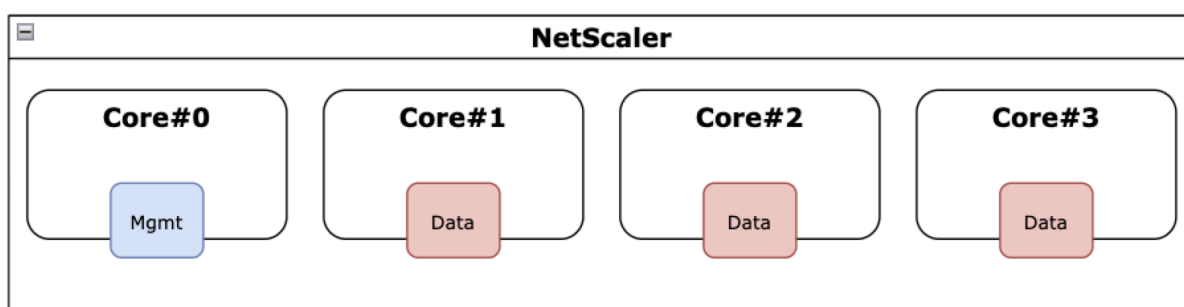 NetScaler
Core#0 Core#1 Core#2 Core#3
Mgmt Data Data Data